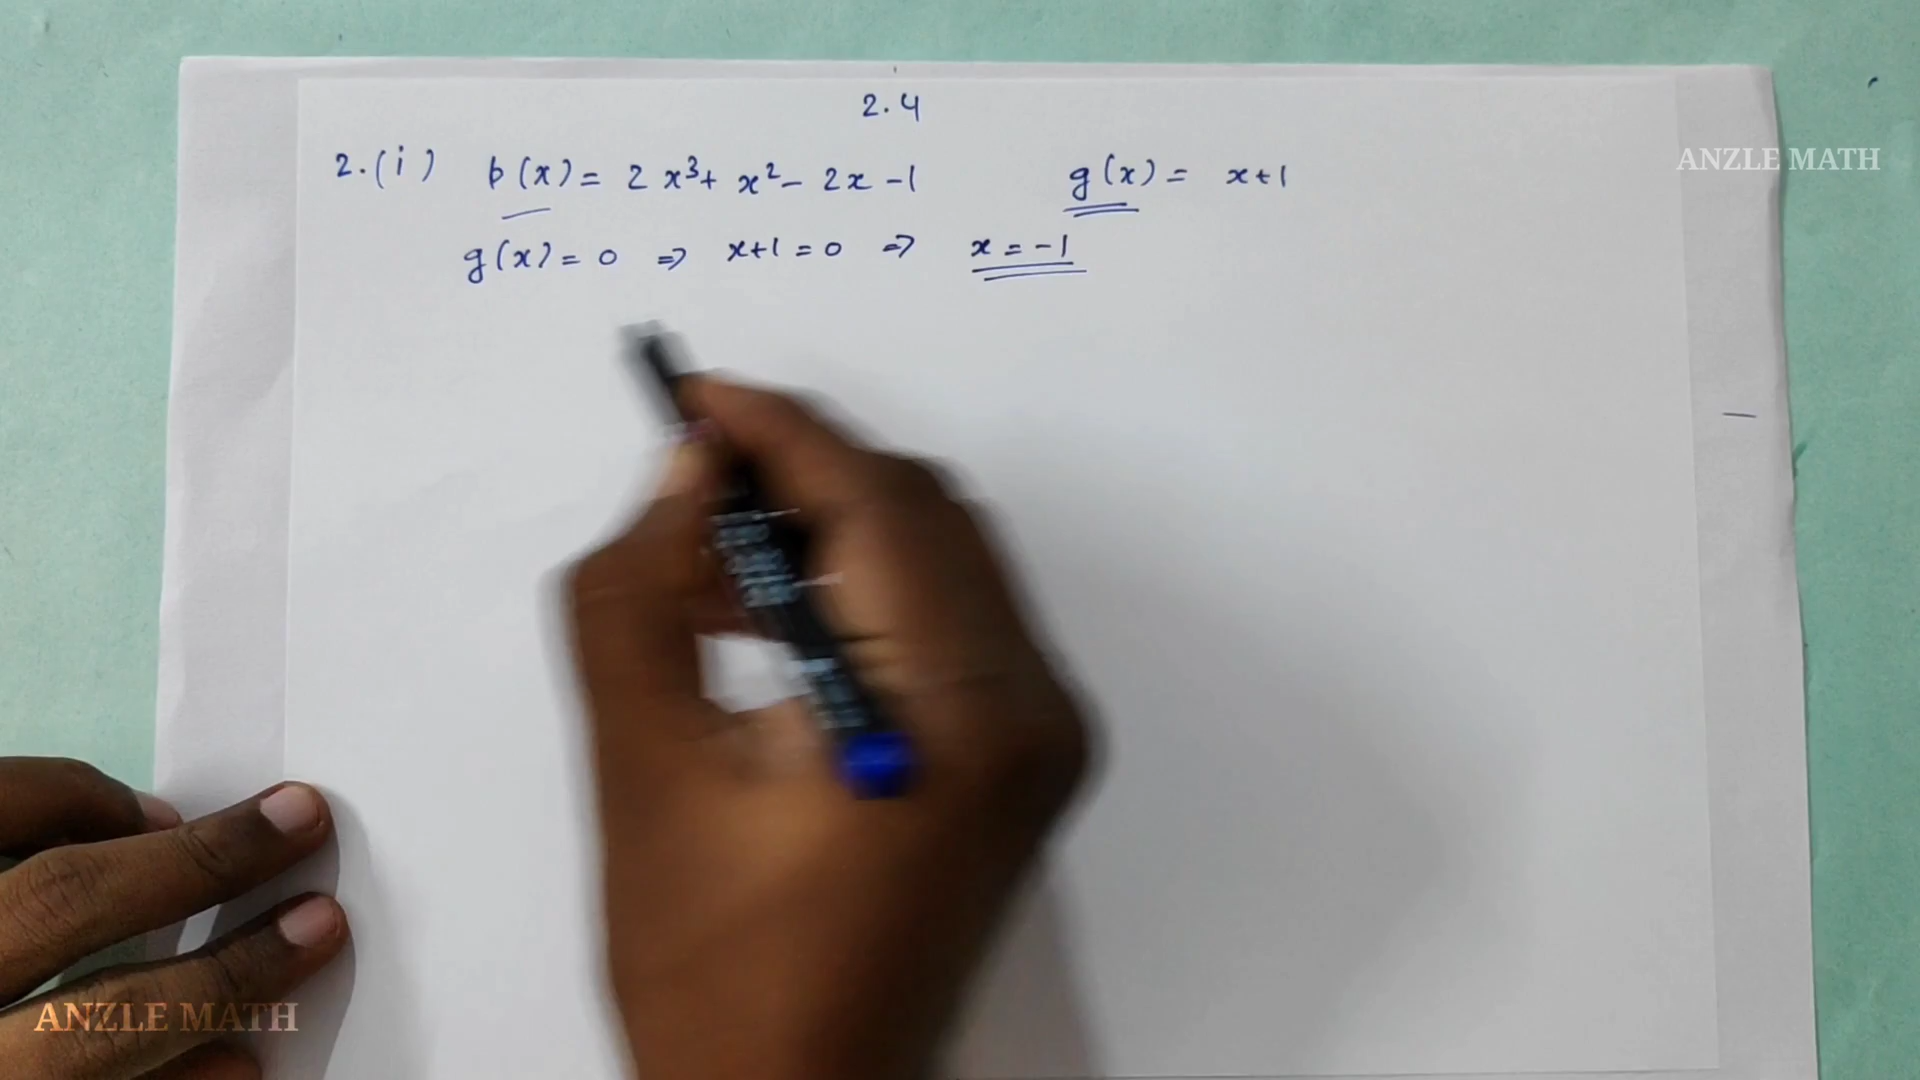 2.4
2.(i) p(x) = 2x³ + x² - 2x - 1 g(x) = x+1
ANZLE MATH
g(x) = 0 ⇒ x+1 = 0 ⇒ x = -1
ANZLE MATH